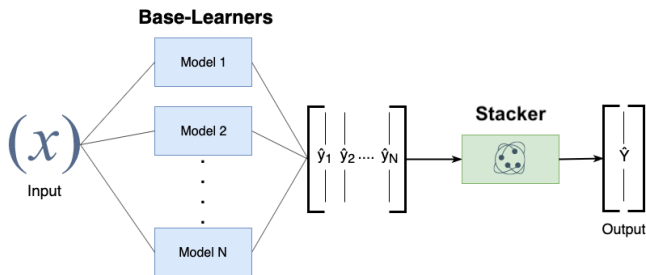 Base-Learners
Model 1
Model 2
Model N
(x)
Input
ŷ₁ ŷ₂ .... ŷN
Stacker
Ŷ
Output